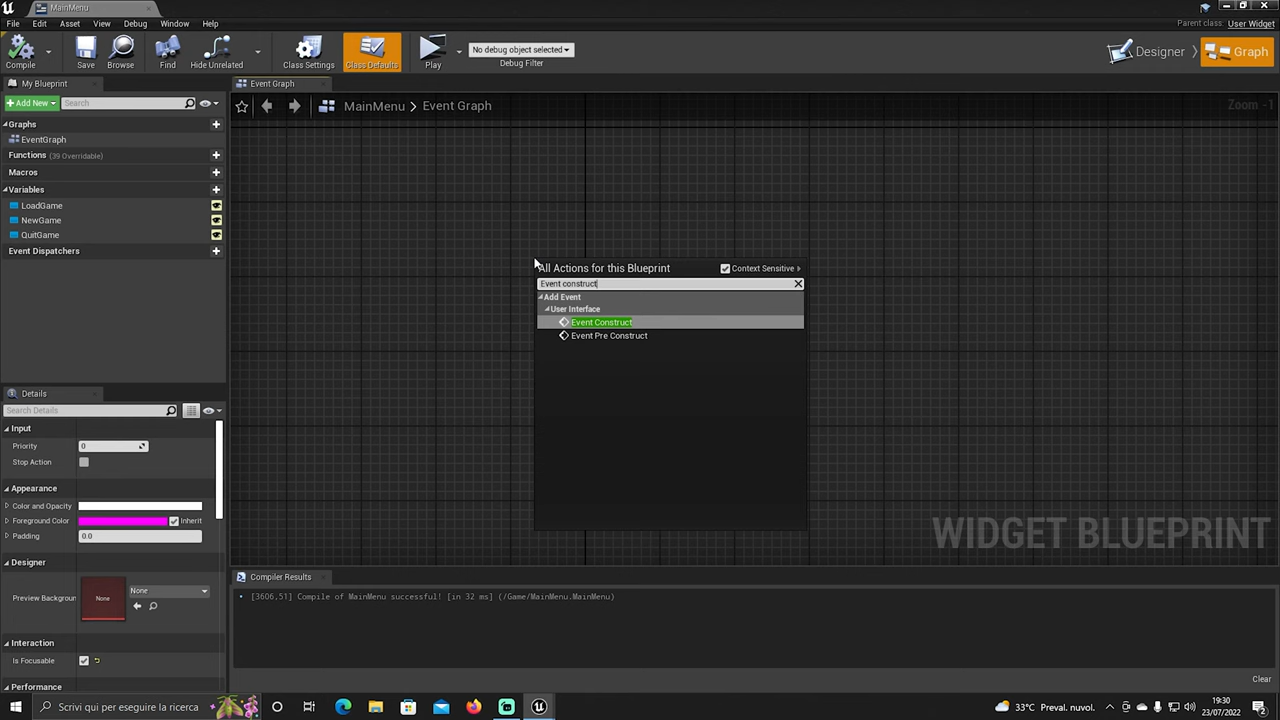 MainMenu
File Edit Asset View Debug Window Help
Parent class: User Widget
Compile
Save
Browse
Find
Hide Unrelated
Class Settings
Class Defaults
Play
No debug object selected
Debug Filter
Designer
Graph
My Blueprint
Add New
Search
Graphs
EventGraph
Functions (39 Overridable)
Macros
Variables
LoadGame
NewGame
QuitGame
Event Dispatchers
Event Graph
MainMenu > Event Graph
Zoom -1
All Actions for this Blueprint
Context Sensitive
Event construct
Add Event
User Interface
Event Construct
Event Pre Construct
WIDGET BLUEPRINT
Details
Search Details
Input
Priority 0
Stop Action
Appearance
Color and Opacity
Foreground Color Inherit
Padding 0.0
Designer
Preview Backgroun
None
None
Interaction
Is Focusable
Performance
Compiler Results
[3606,51] Compile of MainMenu successful! [in 32 ms] (/Game/MainMenu.MainMenu)
Clear
Scrivi qui per eseguire la ricerca
33°C Preval. nuvol.
19:30
23/07/2022
2